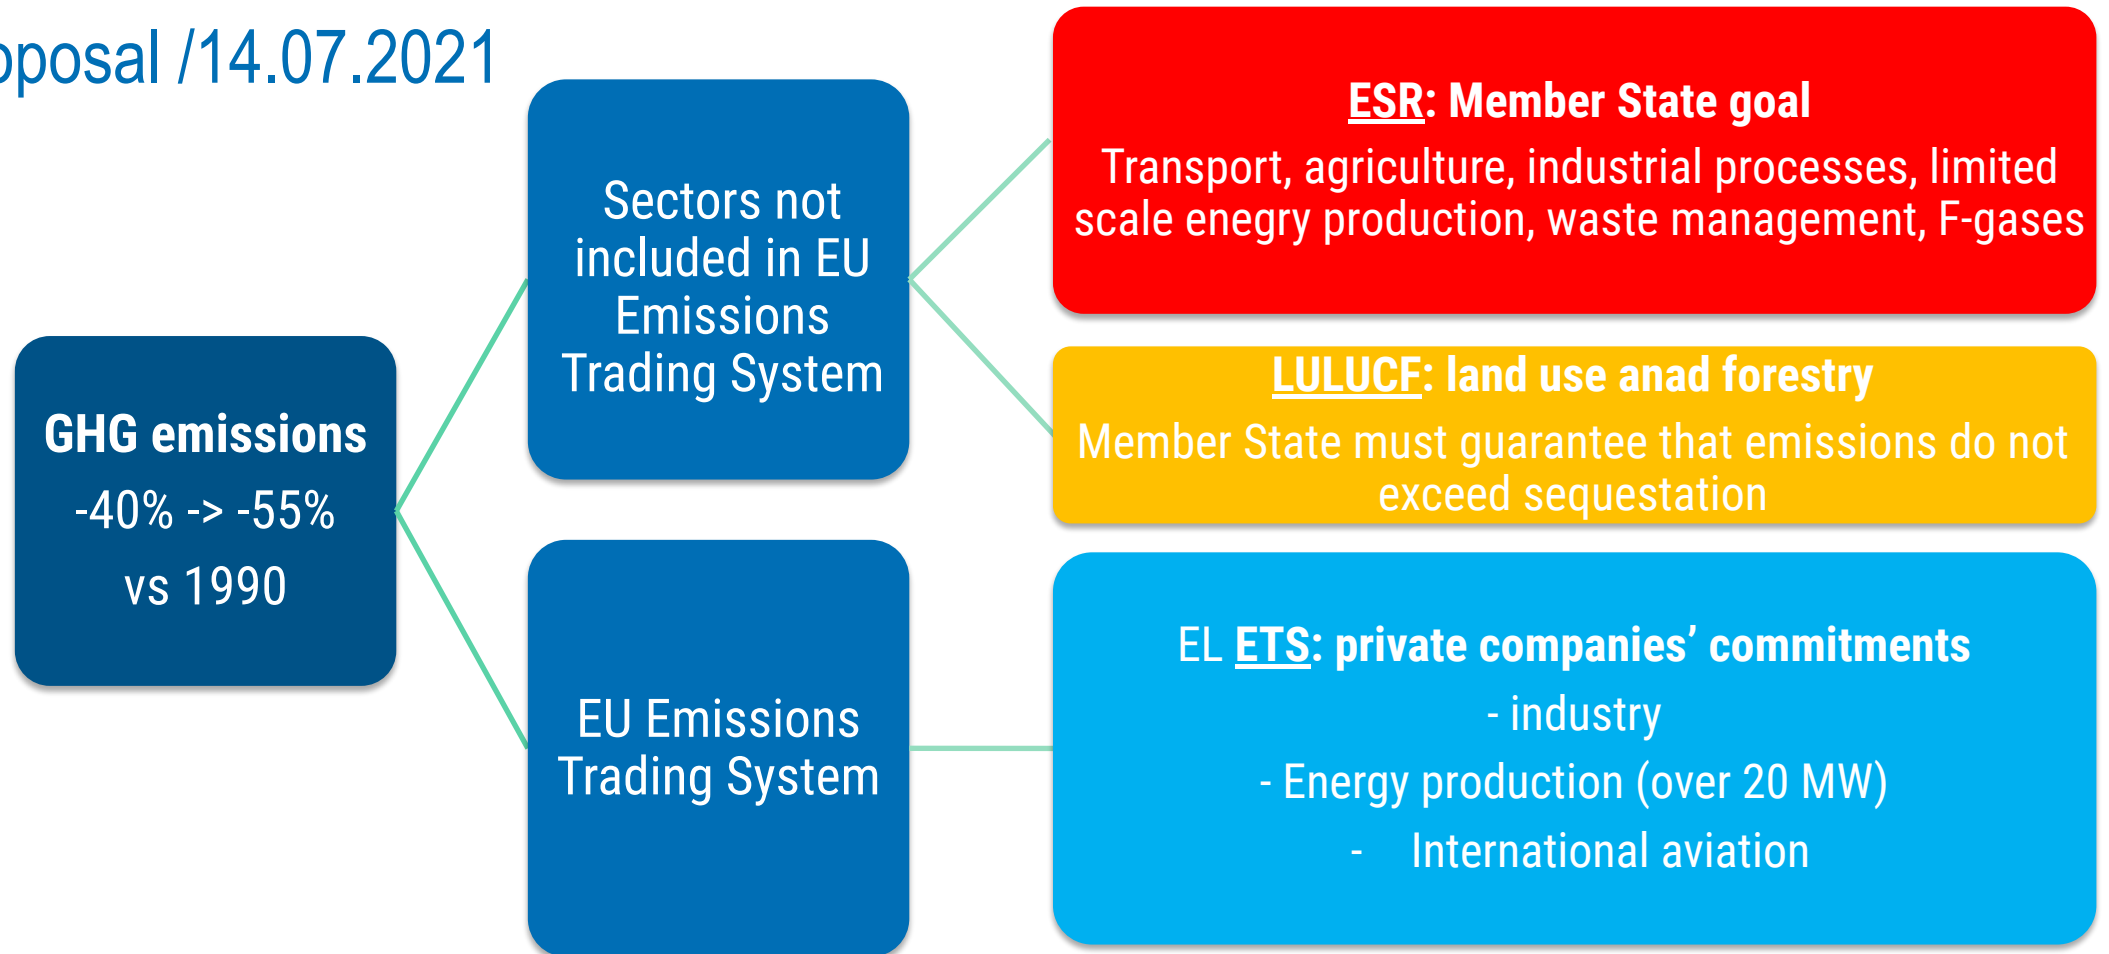 oposal /14.07.2021
GHG emissions
-40% -> -55%
vs 1990
Sectors not
included in EU
Emissions
Trading System
EU Emissions
Trading System
ESR: Member State goal
Transport, agriculture, industrial processes, limited
scale enegry production, waste management, F-gases
LULUCF: land use anad forestry
Member State must guarantee that emissions do not
exceed sequestation
EL ETS: private companies’ commitments
- industry
- Energy production (over 20 MW)
- International aviation